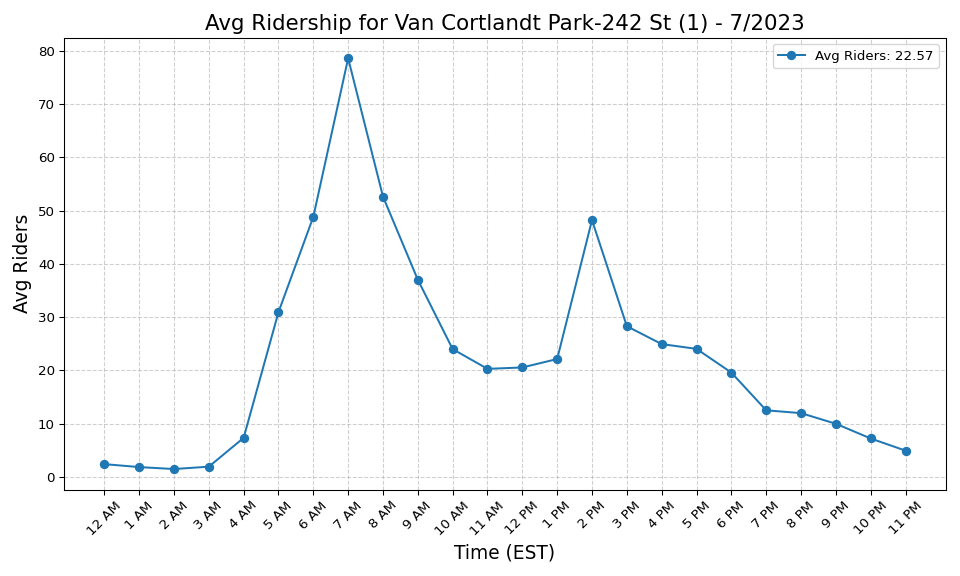 Avg Ridership for Van Cortlandt Park-242 St (1) - 7/2023
Avg Riders: 22.57
80
70
60
50
40
30
20
10
0
Avg Riders
12 AM
1 AM
2 AM
3 AM
4 AM
5 AM
6 AM
7 AM
8 AM
9 AM
10 AM
11 AM
12 PM
1 PM
2 PM
3 PM
4 PM
5 PM
6 PM
7 PM
8 PM
9 PM
10 PM
11 PM
Time (EST)